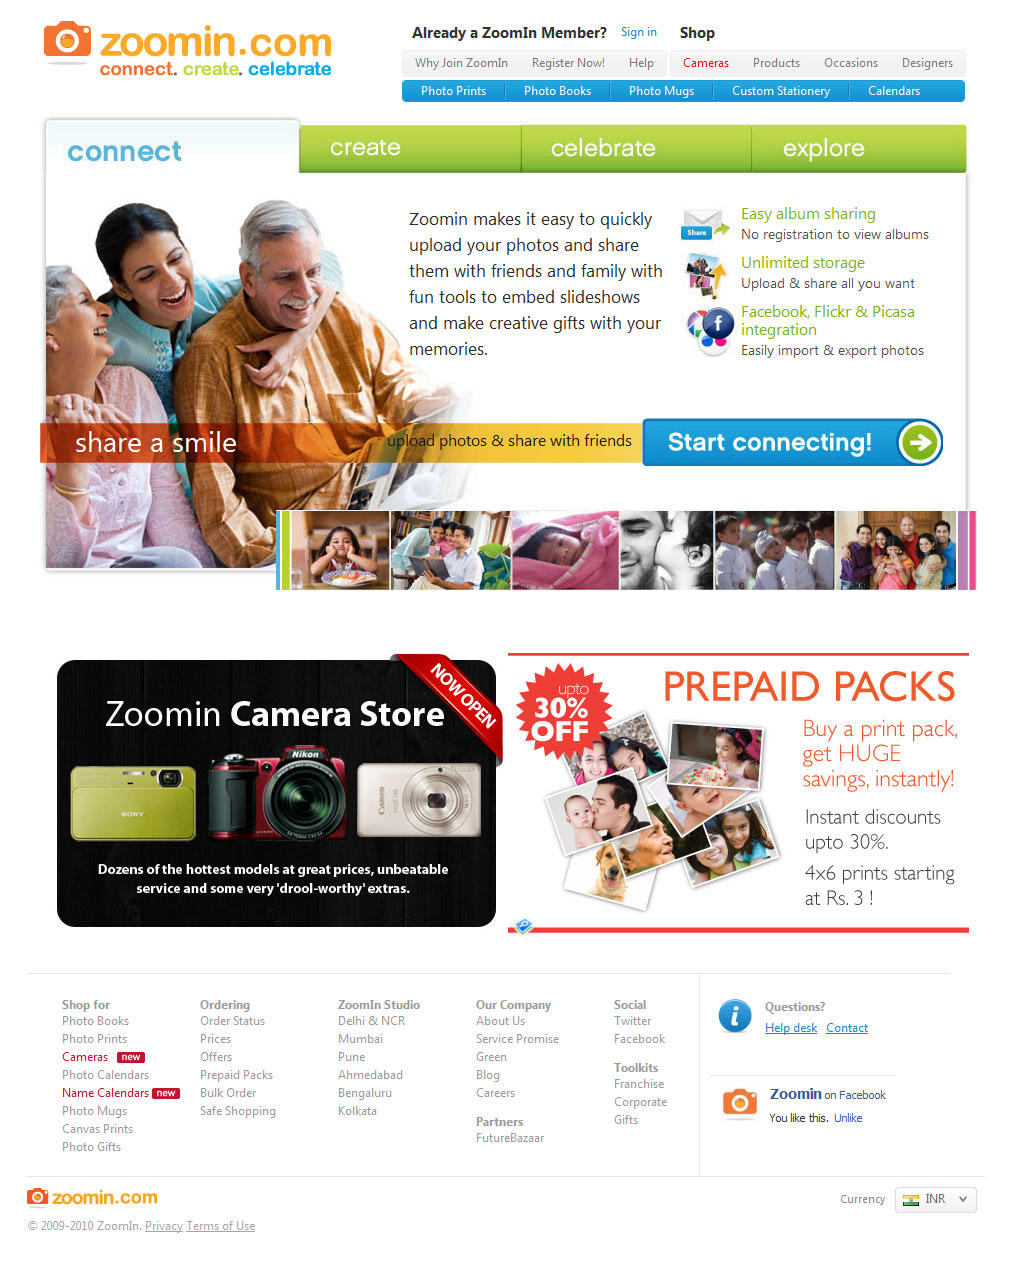 zoomin.com
connect. create. celebrate
Already a ZoomIn Member? Sign in Shop
Why Join ZoomIn Register Now! Help Cameras Products Occasions Designers
Photo Prints Photo Books Photo Mugs Custom Stationery Calendars
connect create celebrate explore
Zoomin makes it easy to quickly
upload your photos and share
them with friends and family with
fun tools to embed slideshows
and make creative gifts with your
memories.
Share
Easy album sharing
No registration to view albums
Unlimited storage
Upload & share all you want
f
Facebook, Flickr & Picasa
integration
Easily import & export photos
share a smile
upload photos & share with friends
Start connecting!
NOW OPEN
Zoomin Camera Store
Nikon
SONY
Canon
Dozens of the hottest models at great prices, unbeatable
service and some very 'drool-worthy' extras.
upto
30%
OFF
PREPAID PACKS
Buy a print pack,
get HUGE
savings, instantly!
Instant discounts
upto 30%.
4x6 prints starting
at Rs. 3 !
Shop for
Photo Books
Photo Prints
Cameras new
Photo Calendars
Name Calendars new
Photo Mugs
Canvas Prints
Photo Gifts
Ordering
Order Status
Prices
Offers
Prepaid Packs
Bulk Order
Safe Shopping
ZoomIn Studio
Delhi & NCR
Mumbai
Pune
Ahmedabad
Bengaluru
Kolkata
Our Company
About Us
Service Promise
Green
Blog
Careers
Partners
FutureBazaar
Social
Twitter
Facebook
Toolkits
Franchise
Corporate
Gifts
i
Questions?
Help desk Contact
Zoomin on Facebook
You like this. Unlike
zoomin.com
Currency INR
© 2009-2010 ZoomIn. Privacy Terms of Use